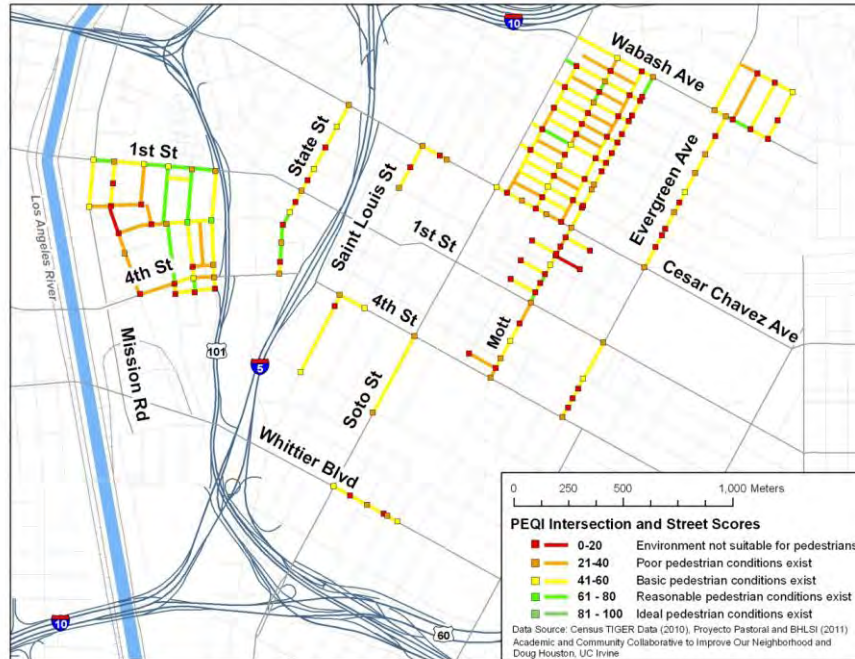 10
Wabash Ave
1st St
State St
Saint Louis St
Evergreen Ave
Los Angeles River
1st St
4th St
Cesar Chavez Ave
4th St
Mott
Mission Rd
101
5
Soto St
Whittier Blvd
0 250 500 1,000 Meters
PEQI Intersection and Street Scores
0-20 Environment not suitable for pedestrians
21-40 Poor pedestrian conditions exist
41-60 Basic pedestrian conditions exist
61 - 80 Reasonable pedestrian conditions exist
81 - 100 Ideal pedestrian conditions exist
10
60
Data Source: Census TIGER Data (2010), Proyecto Pastoral and BHLSI (2011)
Academic and Community Collaborative to Improve Our Neighborhood and
Doug Houston, UC Irvine